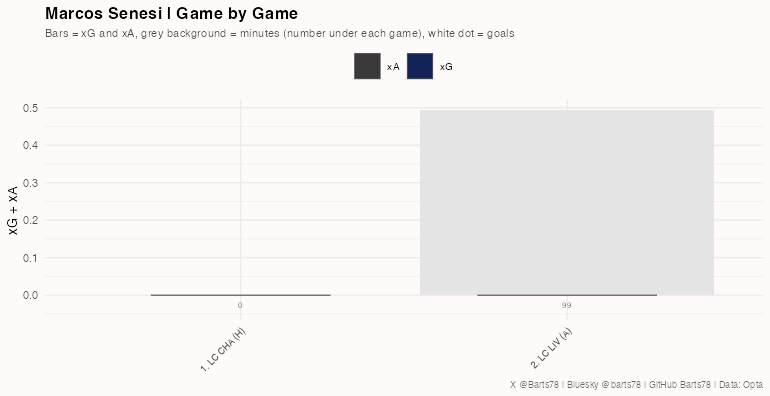 Marcos Senesi | Game by Game
Bars = xG and xA, grey background = minutes (number under each game), white dot = goals
xA xG
xG + xA
0.5
0.4
0.3
0.2
0.1
0.0
0 99
1. LC CHA (H) 2. LC LIV (A)
X @Barts78 | Bluesky @barts78 | GitHub Barts78 | Data: Opta